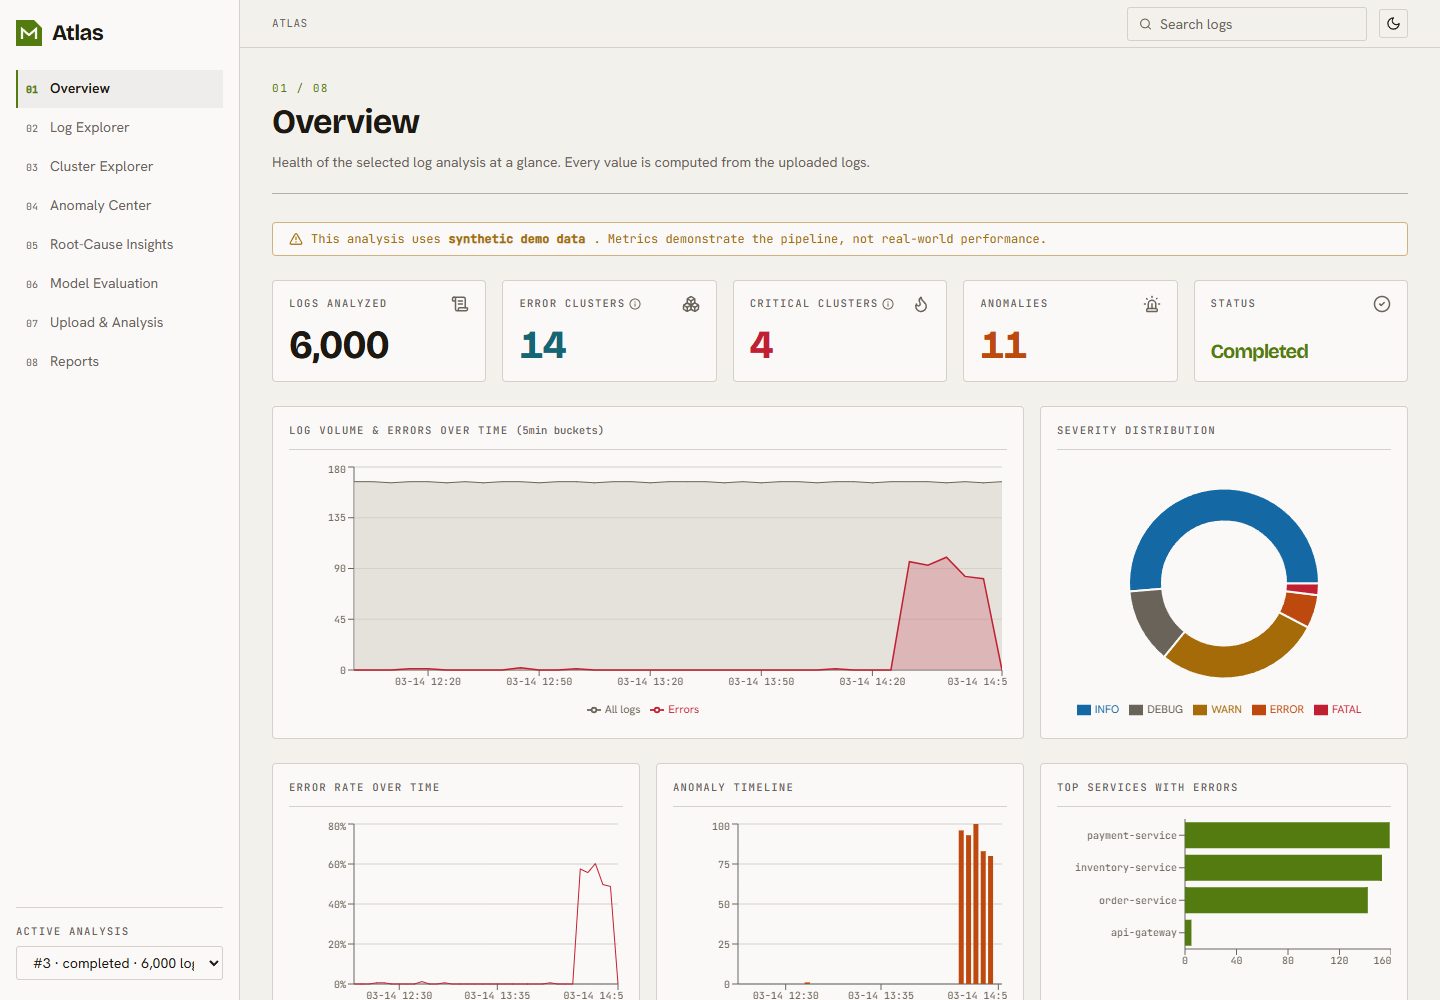 Atlas
01 Overview
02 Log Explorer
03 Cluster Explorer
04 Anomaly Center
05 Root-Cause Insights
06 Model Evaluation
07 Upload & Analysis
08 Reports
ACTIVE ANALYSIS
#3 · completed · 6,000 log
ATLAS
Search logs
01 / 08
Overview
Health of the selected log analysis at a glance. Every value is computed from the uploaded logs.
This analysis uses synthetic demo data . Metrics demonstrate the pipeline, not real-world performance.
LOGS ANALYZED
6,000
ERROR CLUSTERS
14
CRITICAL CLUSTERS
4
ANOMALIES
11
STATUS
Completed
LOG VOLUME & ERRORS OVER TIME (5min buckets)
180
135
90
45
0
03-14 12:20 03-14 12:50 03-14 13:20 03-14 13:50 03-14 14:20 03-14 14:5
All logs Errors
SEVERITY DISTRIBUTION
INFO DEBUG WARN ERROR FATAL
ERROR RATE OVER TIME
80%
60%
40%
20%
0%
03-14 12:30 03-14 13:35 03-14 14:5
ANOMALY TIMELINE
100
75
50
25
0
03-14 12:30 03-14 13:35 03-14 14:5
TOP SERVICES WITH ERRORS
payment-service
inventory-service
order-service
api-gateway
0 40 80 120 160